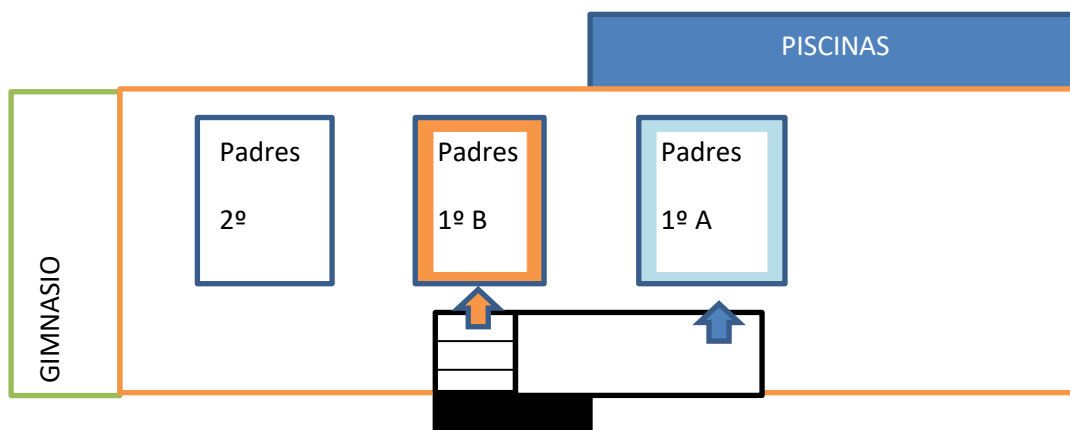 PISCINAS
GIMNASIO
Padres
2º
Padres
1º B
Padres
1º A